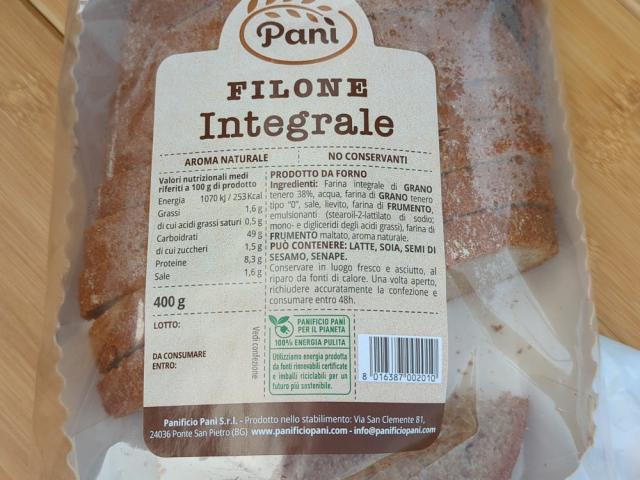 Panì
FILONE
Integrale
AROMA NATURALE
NO CONSERVANTI
Valori nutrizionali medi
riferiti a 100 g di prodotto
Energia 1070 kJ / 253Kcal
Grassi 1,6 g
di cui acidi grassi saturi 0,5 g
Carboidrati 49 g
di cui zuccheri 1,5 g
Proteine 8,3 g
Sale 1,6 g
400 g
LOTTO:
DA CONSUMARE
ENTRO:
Vedi confezione
PRODOTTO DA FORNO
Ingredienti: Farina integrale di GRANO
tenero 38%, acqua, farina di GRANO tenero
tipo "0", sale, lievito, farina di FRUMENTO,
emulsionanti (stearoil-2-lattilato di sodio;
mono- e digliceridi degli acidi grassi), farina di
FRUMENTO maltato, aroma naturale.
PUÒ CONTENERE: LATTE, SOIA, SEMI DI
SESAMO, SENAPE.
Conservare in luogo fresco e asciutto, al
riparo da fonti di calore. Una volta aperto,
richiudere accuratamente la confezione e
consumare entro 48h.
PANIFICIO PANÌ
PER IL PIANETA
100% ENERGIA PULITA
Utilizziamo energia prodotta
da fonti rinnovabili certificate
e imballi riciclabili per un
futuro più sostenibile.
8 016387 002010
Panificio Panì S.r.l. - Prodotto nello stabilimento: Via San Clemente 81,
24036 Ponte San Pietro (BG) www.panificiopani.com - info@panificiopani.com